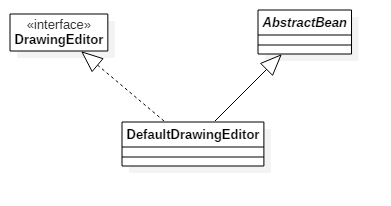 «interface»
DrawingEditor
AbstractBean
DefaultDrawingEditor